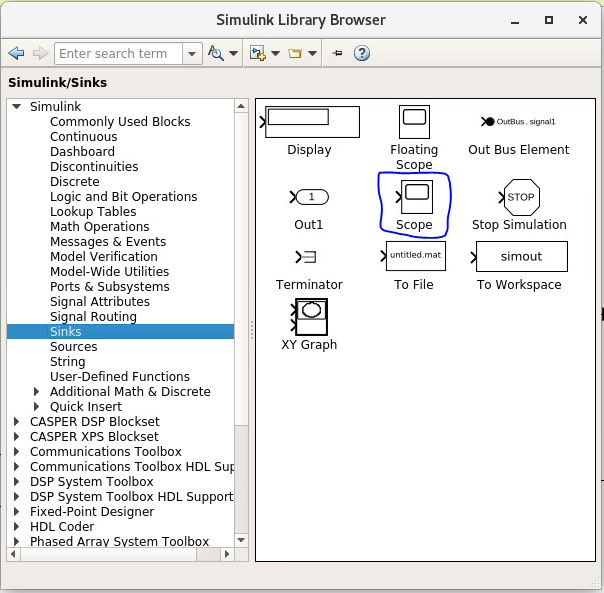 Simulink Library Browser
Enter search term
Simulink/Sinks
Simulink
Commonly Used Blocks
Continuous
Dashboard
Discontinuities
Discrete
Logic and Bit Operations
Lookup Tables
Math Operations
Messages & Events
Model Verification
Model-Wide Utilities
Ports & Subsystems
Signal Attributes
Signal Routing
Sinks
Sources
String
User-Defined Functions
Additional Math & Discrete
Quick Insert
CASPER DSP Blockset
CASPER XPS Blockset
Communications Toolbox
Communications Toolbox HDL Sup
DSP System Toolbox
DSP System Toolbox HDL Support
Fixed-Point Designer
HDL Coder
Phased Array System Toolbox
Display
Floating
Scope
OutBus . signal1
Out Bus Element
1
Out1
Scope
STOP
Stop Simulation
Terminator
untitled.mat
To File
simout
To Workspace
XY Graph